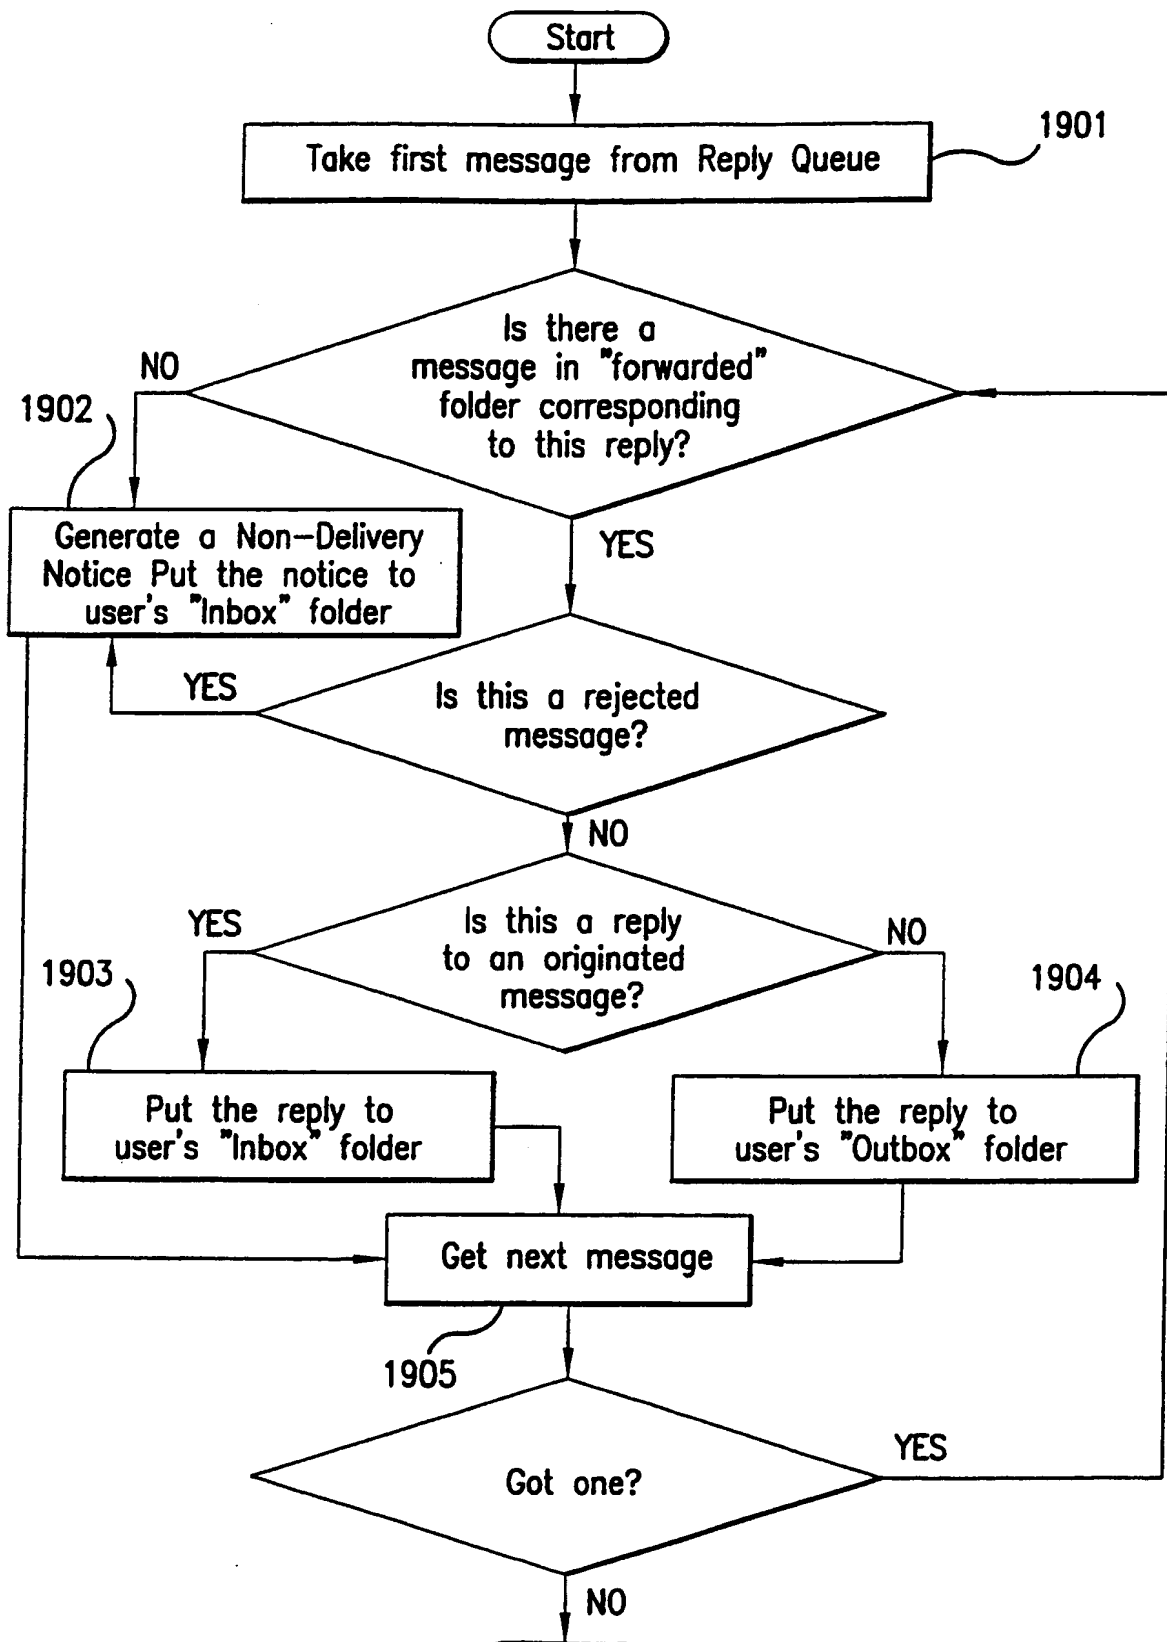 Start
1901
Take first message from Reply Queue
Is there a
message in "forwarded"
folder corresponding
to this reply?
NO
1902
YES
Generate a Non-Delivery
Notice Put the notice to
user's "Inbox" folder
YES
Is this a rejected
message?
NO
YES
Is this a reply
to an originated
message?
NO
1903
1904
Put the reply to
user's "Inbox" folder
Put the reply to
user's "Outbox" folder
Get next message
1905
YES
Got one?
NO